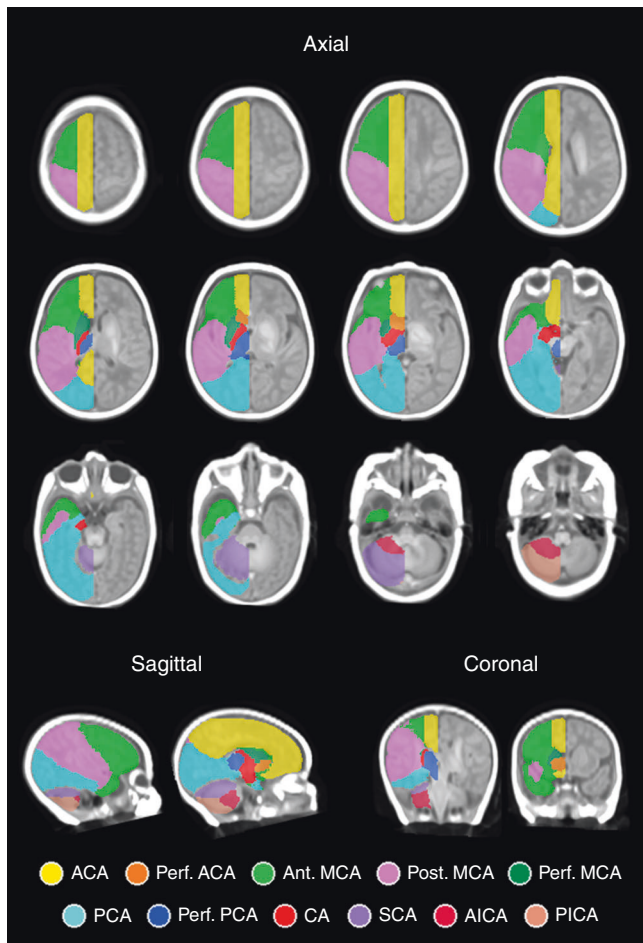 Axial
Sagittal
Coronal
ACA
Perf. ACA
Ant. MCA
Post. MCA
Perf. MCA
PCA
Perf. PCA
CA
SCA
AICA
PICA